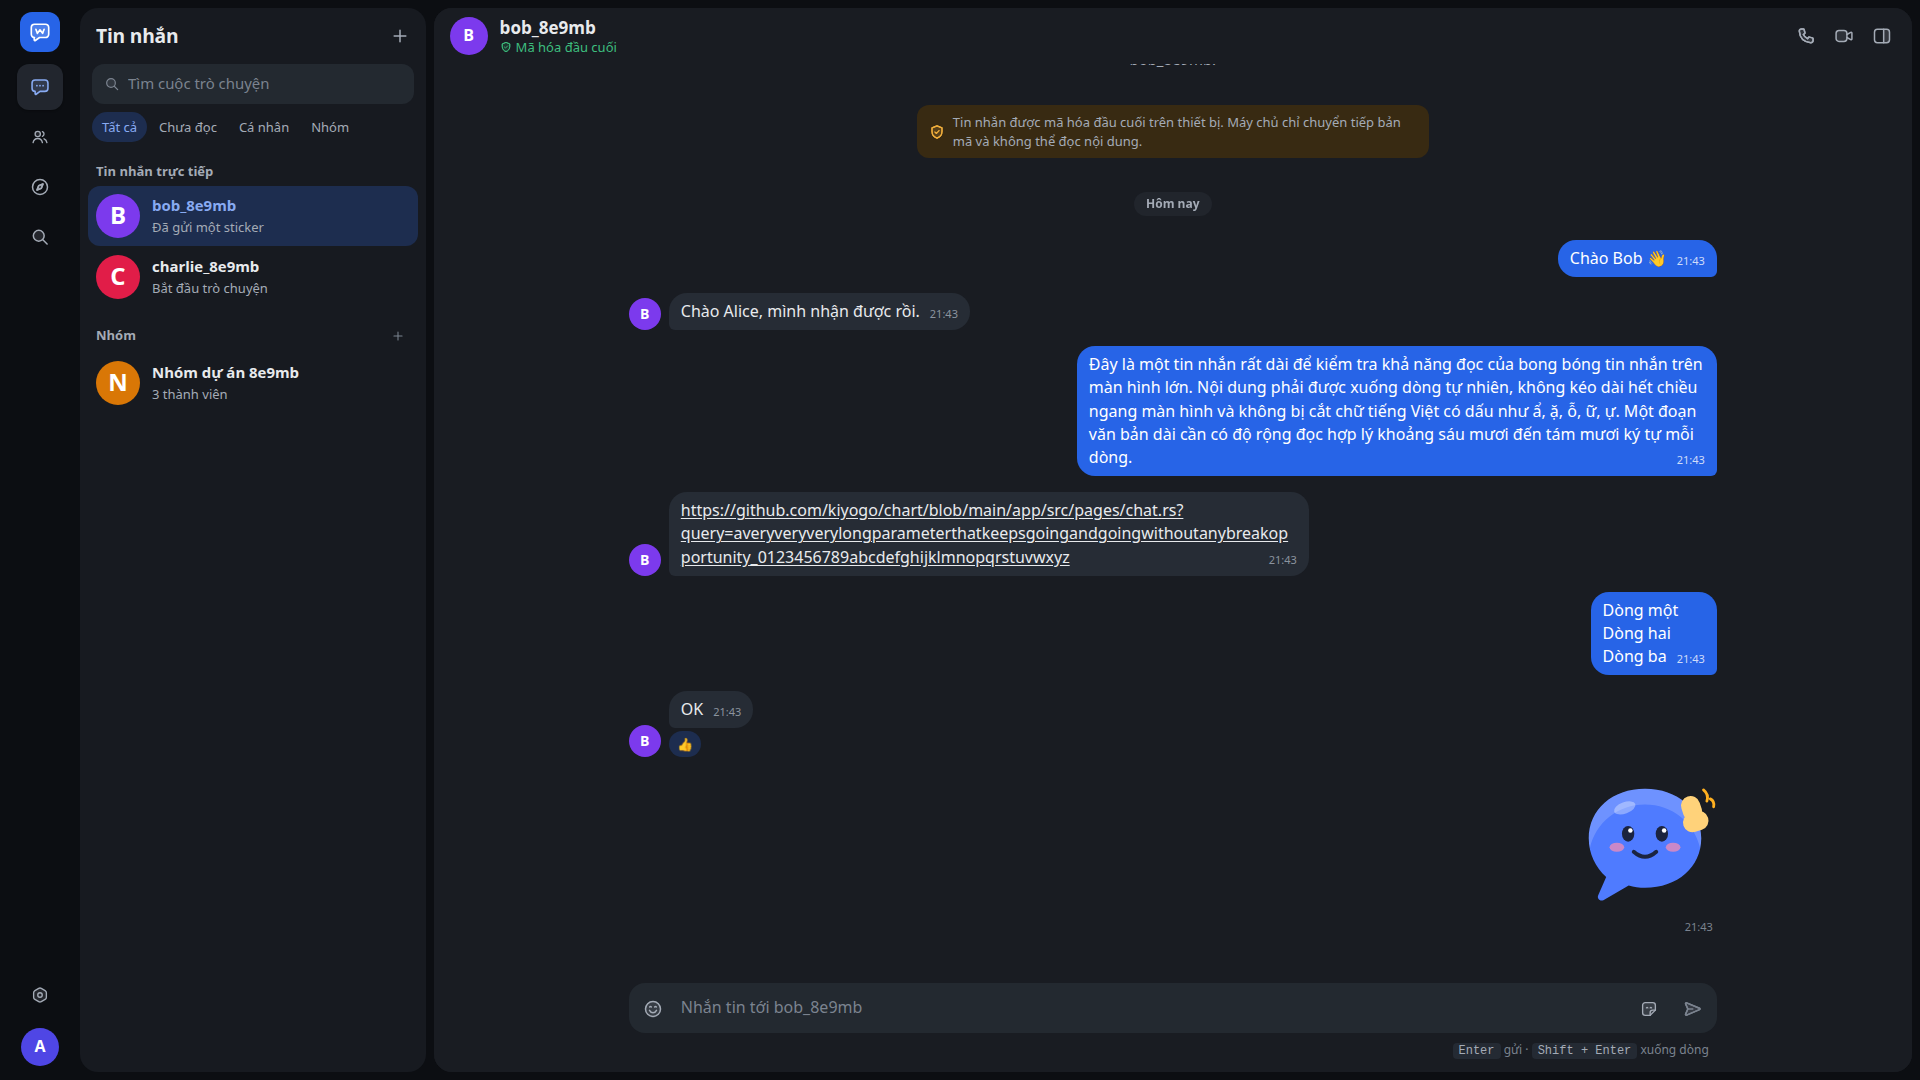 Tin nhắn
Tìm cuộc trò chuyện
Tất cả
Chưa đọc
Cá nhân
Nhóm
Tin nhắn trực tiếp
B
bob_8e9mb
Đã gửi một sticker
C
charlie_8e9mb
Bắt đầu trò chuyện
Nhóm
N
Nhóm dự án 8e9mb
3 thành viên
A
B
bob_8e9mb
Mã hóa đầu cuối
Tin nhắn được mã hóa đầu cuối trên thiết bị. Máy chủ chỉ chuyển tiếp bản
mã và không thể đọc nội dung.
Hôm nay
Chào Bob 👋 21:43
B
Chào Alice, mình nhận được rồi. 21:43
Đây là một tin nhắn rất dài để kiểm tra khả năng đọc của bong bóng tin nhắn trên
màn hình lớn. Nội dung phải được xuống dòng tự nhiên, không kéo dài hết chiều
ngang màn hình và không bị cắt chữ tiếng Việt có dấu như ẩ, ặ, ỗ, ữ, ự. Một đoạn
văn bản dài cần có độ rộng đọc hợp lý khoảng sáu mươi đến tám mươi ký tự mỗi
dòng. 21:43
https://github.com/kiyogo/chart/blob/main/app/src/pages/chat.rs?
query=averyveryverylongparameterthatkeepsgoingandgoingwithoutanybreakop
portunity_0123456789abcdefghijklmnopqrstuvwxyz 21:43
B
Dòng một
Dòng hai
Dòng ba 21:43
OK 21:43
B
👍
21:43
Nhắn tin tới bob_8e9mb
Enter gửi · Shift + Enter xuống dòng